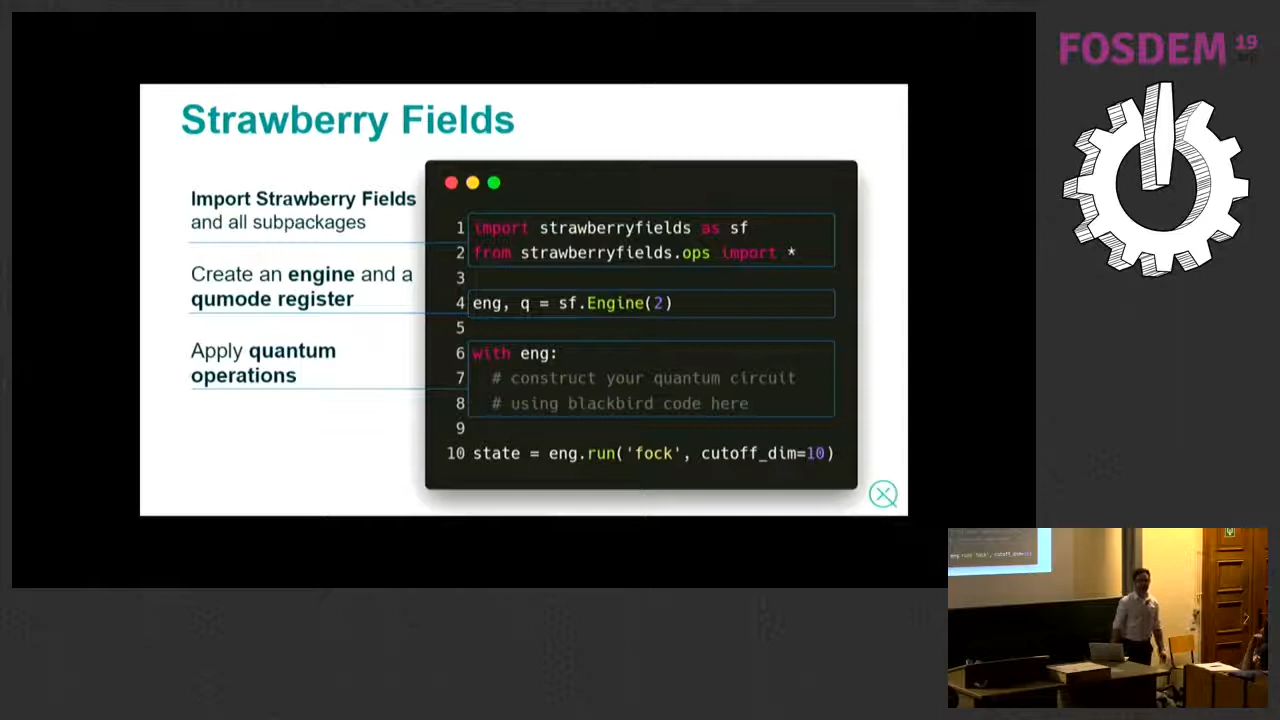 Strawberry Fields
Import Strawberry Fields
and all subpackages
Create an engine and a
qumode register
Apply quantum
operations
1 import strawberryfields as sf
2 from strawberryfields.ops import *
3
4 eng, q = sf.Engine(2)
5
6 with eng:
7 # construct your quantum circuit
8 # using blackbird code here
9
10 state = eng.run('fock', cutoff_dim=10)
FOSDEM 19
.org